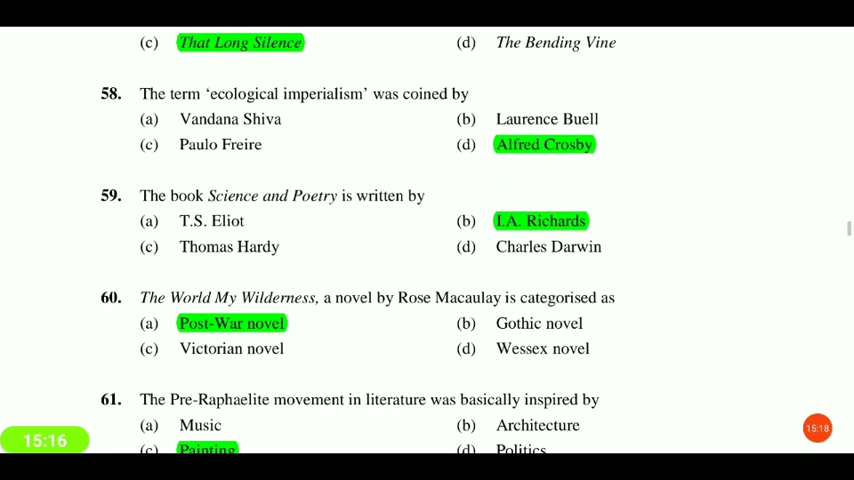 (c) That Long Silence (d) The Bending Vine
58. The term ‘ecological imperialism’ was coined by
(a) Vandana Shiva (b) Laurence Buell
(c) Paulo Freire (d) Alfred Crosby
59. The book Science and Poetry is written by
(a) T.S. Eliot (b) I.A. Richards
(c) Thomas Hardy (d) Charles Darwin
60. The World My Wilderness, a novel by Rose Macaulay is categorised as
(a) Post-War novel (b) Gothic novel
(c) Victorian novel (d) Wessex novel
61. The Pre-Raphaelite movement in literature was basically inspired by
(a) Music (b) Architecture
(c) Painting (d) Politics
15:16
15:18